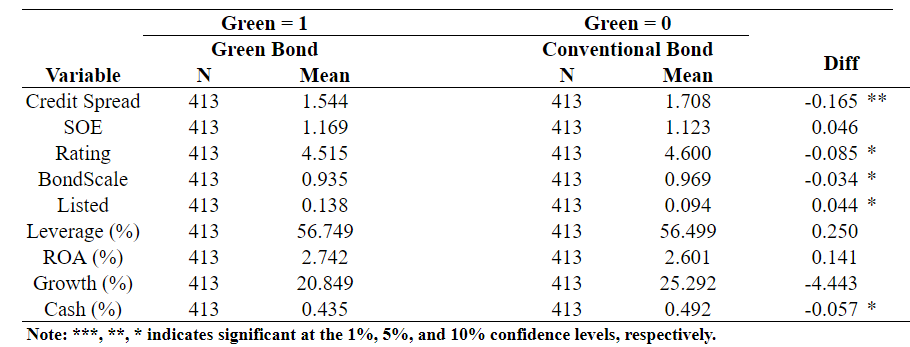 Green = 1 Green = 0
Green Bond Conventional Bond Diff
Variable N Mean N Mean
Credit Spread 413 1.544 413 1.708 -0.165 **
SOE 413 1.169 413 1.123 0.046
Rating 413 4.515 413 4.600 -0.085 *
BondScale 413 0.935 413 0.969 -0.034 *
Listed 413 0.138 413 0.094 0.044 *
Leverage (%) 413 56.749 413 56.499 0.250
ROA (%) 413 2.742 413 2.601 0.141
Growth (%) 413 20.849 413 25.292 -4.443
Cash (%) 413 0.435 413 0.492 -0.057 *
Note: ***, **, * indicates significant at the 1%, 5%, and 10% confidence levels, respectively.